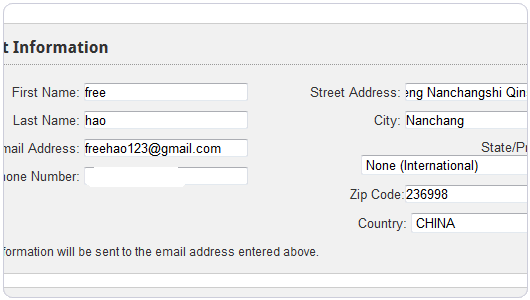 t Information
First Name: free
Last Name: hao
mail Address: freehao123@gmail.com
hone Number:
Street Address: eng Nanchangshi Qin
City: Nanchang
State/Pr
None (International)
Zip Code: 236998
Country: CHINA
formation will be sent to the email address entered above.